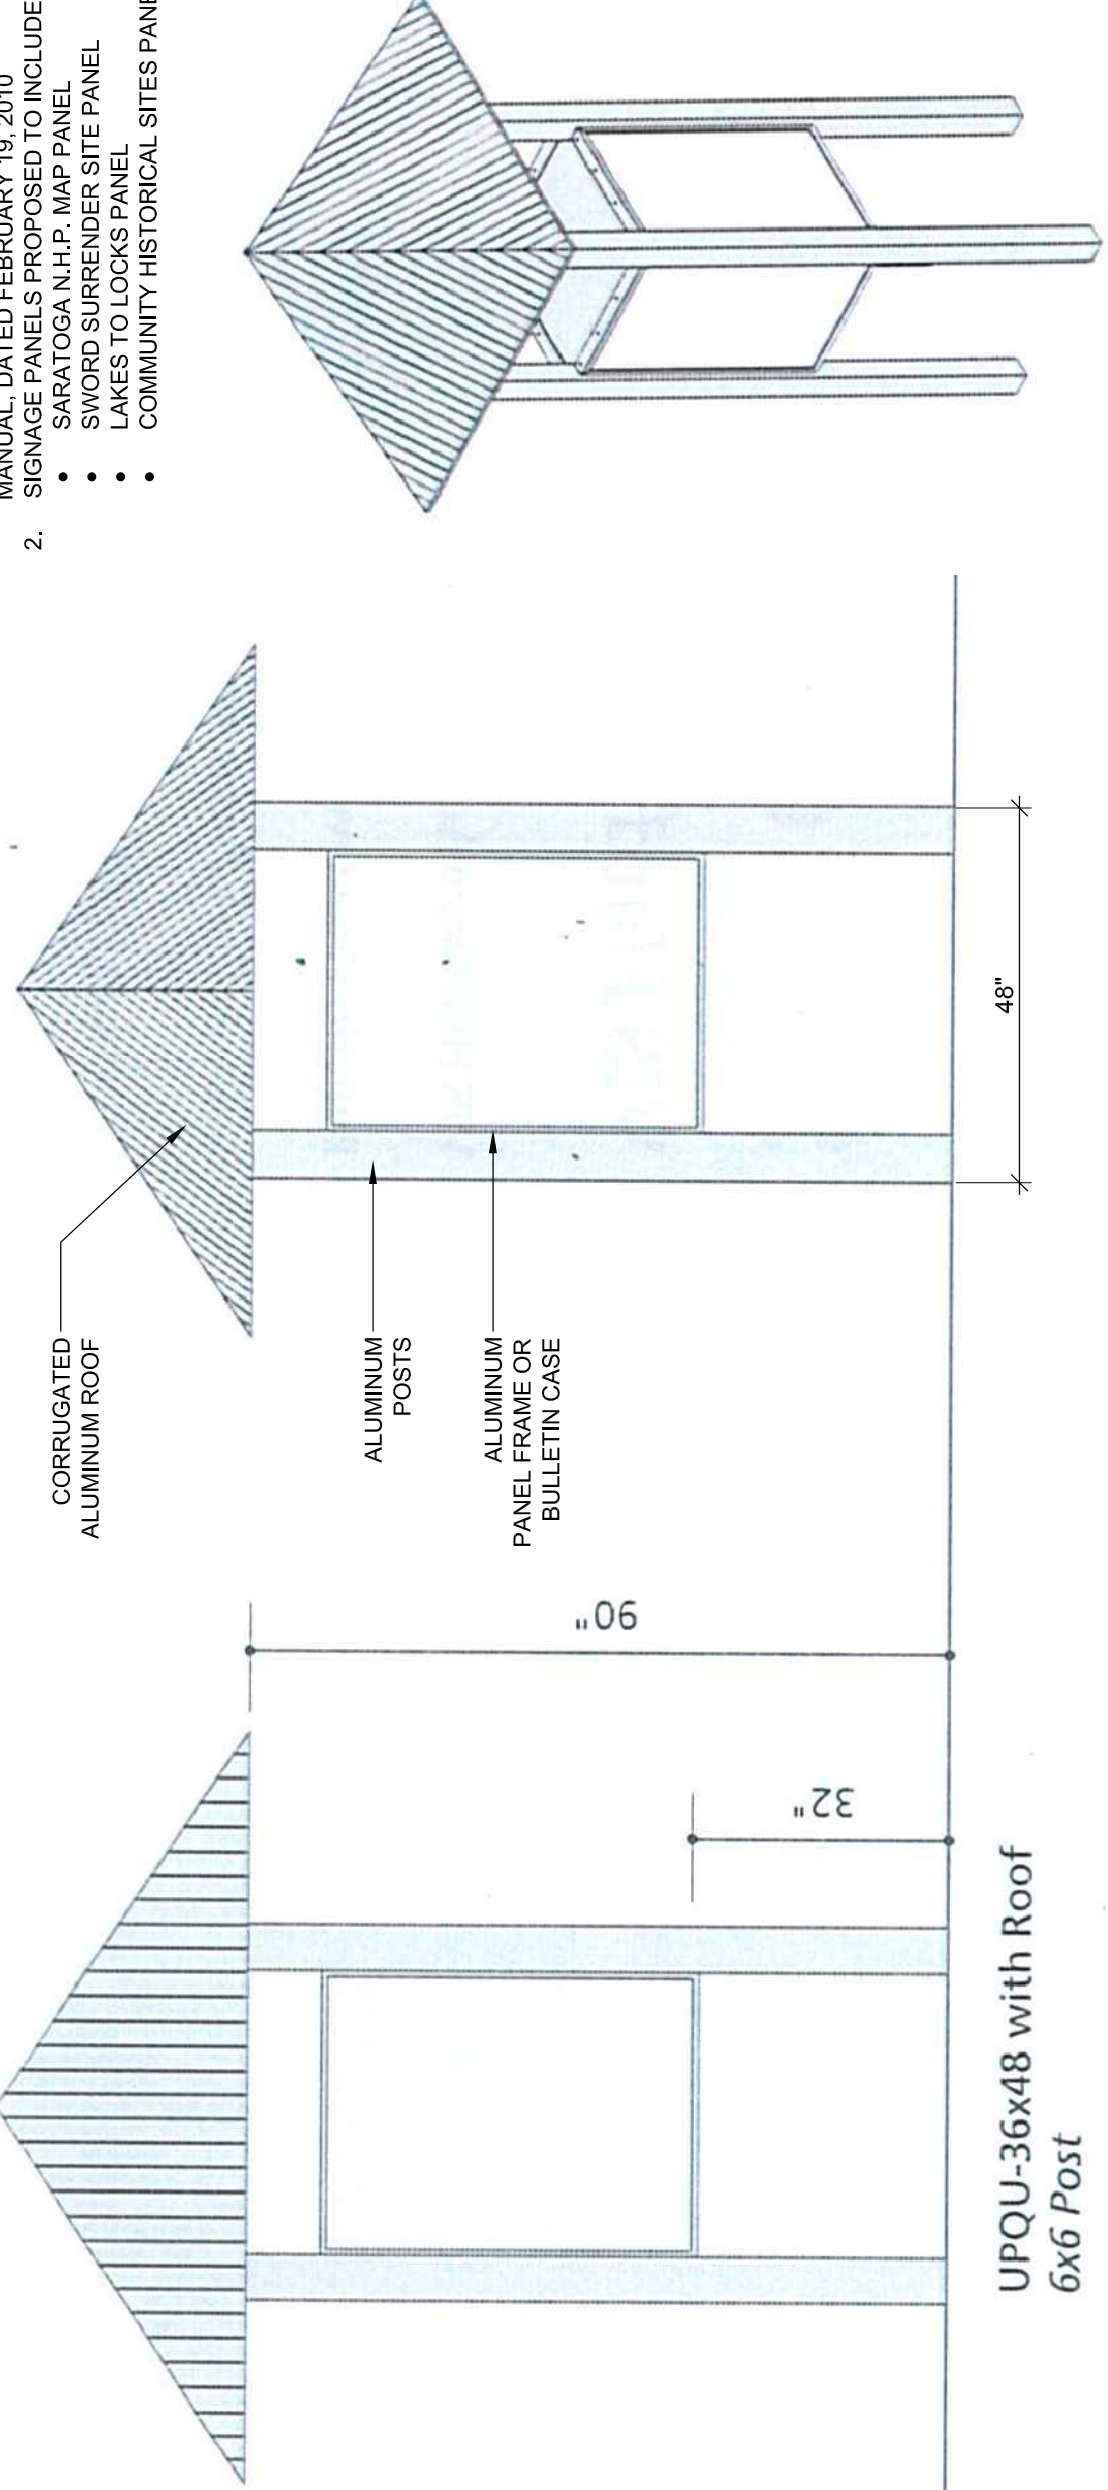 MANUAL, DATED FEBRUARY 19, 2010
2. SIGNAGE PANELS PROPOSED TO INCLUDE
• SARATOGA N.H.P. MAP PANEL
• SWORD SURRENDER SITE PANEL
• LAKES TO LOCKS PANEL
• COMMUNITY HISTORICAL SITES PANE
CORRUGATED
ALUMINUM ROOF
ALUMINUM
POSTS
ALUMINUM
PANEL FRAME OR
BULLETIN CASE
90"
32"
48"
UPQU-36x48 with Roof
6x6 Post